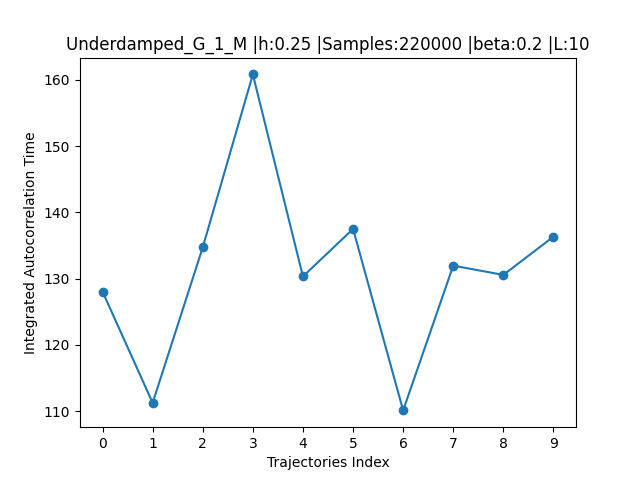 Underdamped_G_1_M |h:0.25 |Samples:220000 |beta:0.2 |L:10
160
150
140
130
120
110
Integrated Autocorrelation Time
0 1 2 3 4 5 6 7 8 9
Trajectories Index